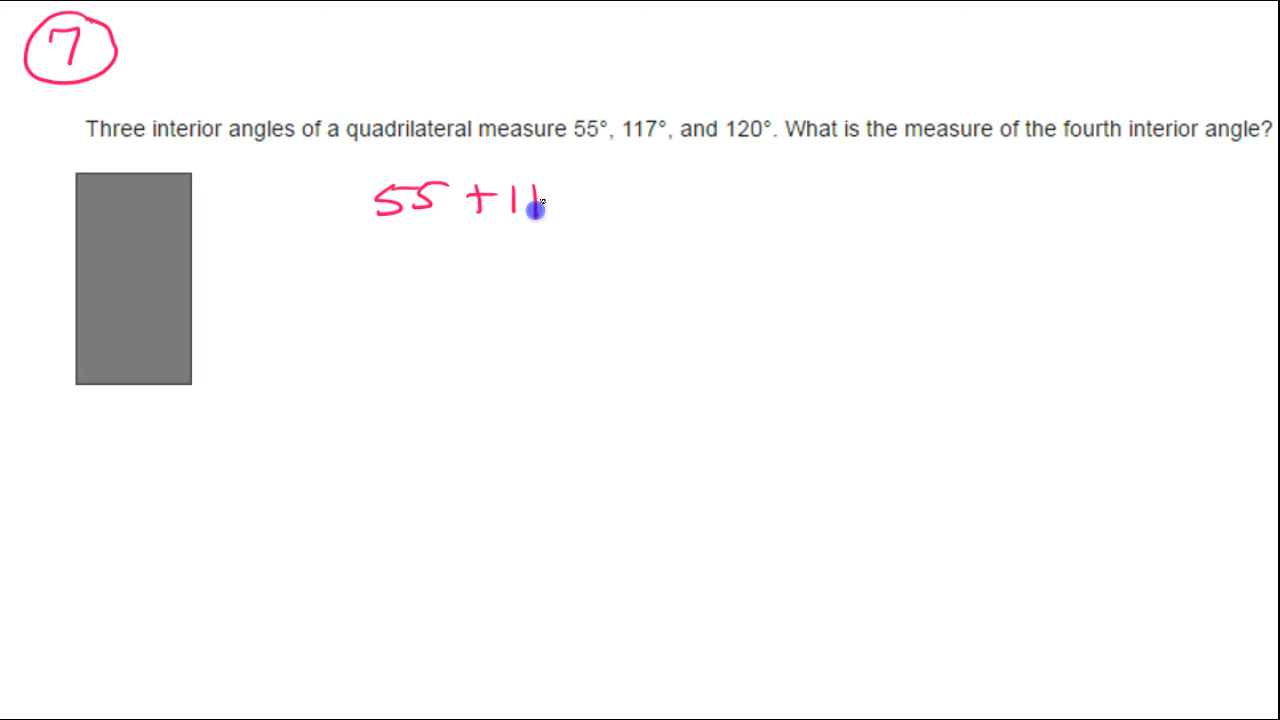 7
Three interior angles of a quadrilateral measure 55°, 117°, and 120°. What is the measure of the fourth interior angle?
55 + 11